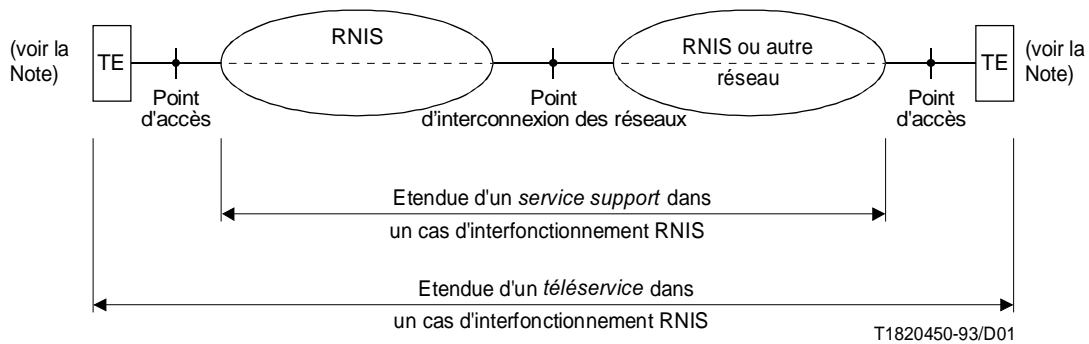 (voir la
Note)
TE
Point
d'accès
RNIS
Point
d'interconnexion des réseaux
RNIS ou autre
réseau
Point
d'accès
TE
(voir la
Note)
Etendue d'un service support dans
un cas d'interfonctionnement RNIS
Etendue d'un téléservice dans
un cas d'interfonctionnement RNIS
T1820450-93/D01